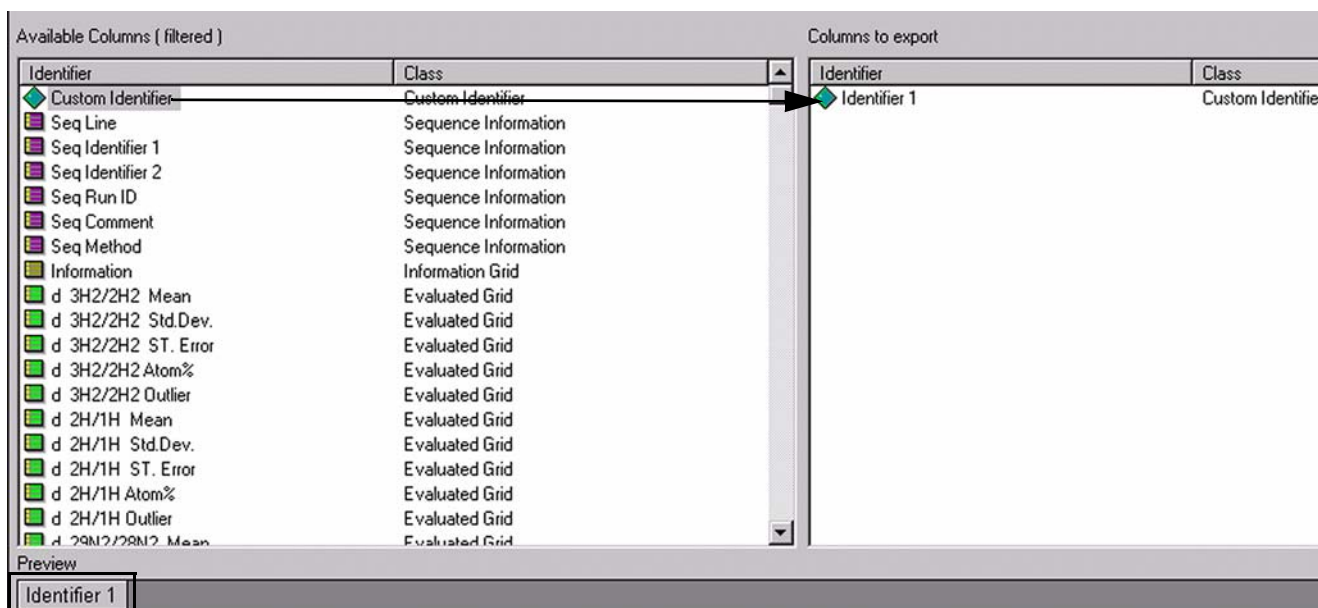 Available Columns ( filtered )
Columns to export
Identifier Class
Identifier Class
Custom Identifier Custom Identifier
Identifier 1 Custom Identifie
Seq Line Sequence Information
Seq Identifier 1 Sequence Information
Seq Identifier 2 Sequence Information
Seq Run ID Sequence Information
Seq Comment Sequence Information
Seq Method Sequence Information
Information Information Grid
d 3H2/2H2 Mean Evaluated Grid
d 3H2/2H2 Std.Dev. Evaluated Grid
d 3H2/2H2 ST. Error Evaluated Grid
d 3H2/2H2 Atom% Evaluated Grid
d 3H2/2H2 Outlier Evaluated Grid
d 2H/1H Mean Evaluated Grid
d 2H/1H Std.Dev. Evaluated Grid
d 2H/1H ST. Error Evaluated Grid
d 2H/1H Atom% Evaluated Grid
d 2H/1H Outlier Evaluated Grid
d 29N2/28N2 Mean Evaluated Grid
Preview
Identifier 1